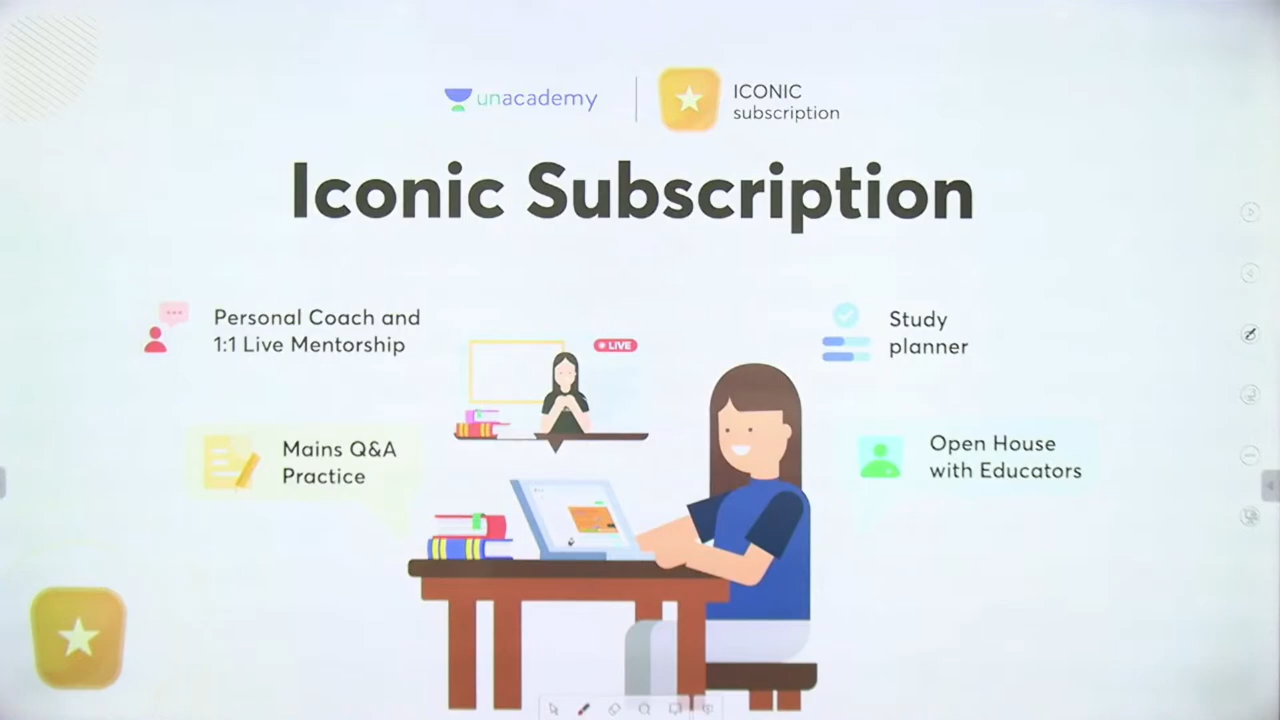 unacademy
ICONIC
subscription
Iconic Subscription
Personal Coach and
1:1 Live Mentorship
LIVE
Study
planner
Mains Q&A
Practice
Open House
with Educators